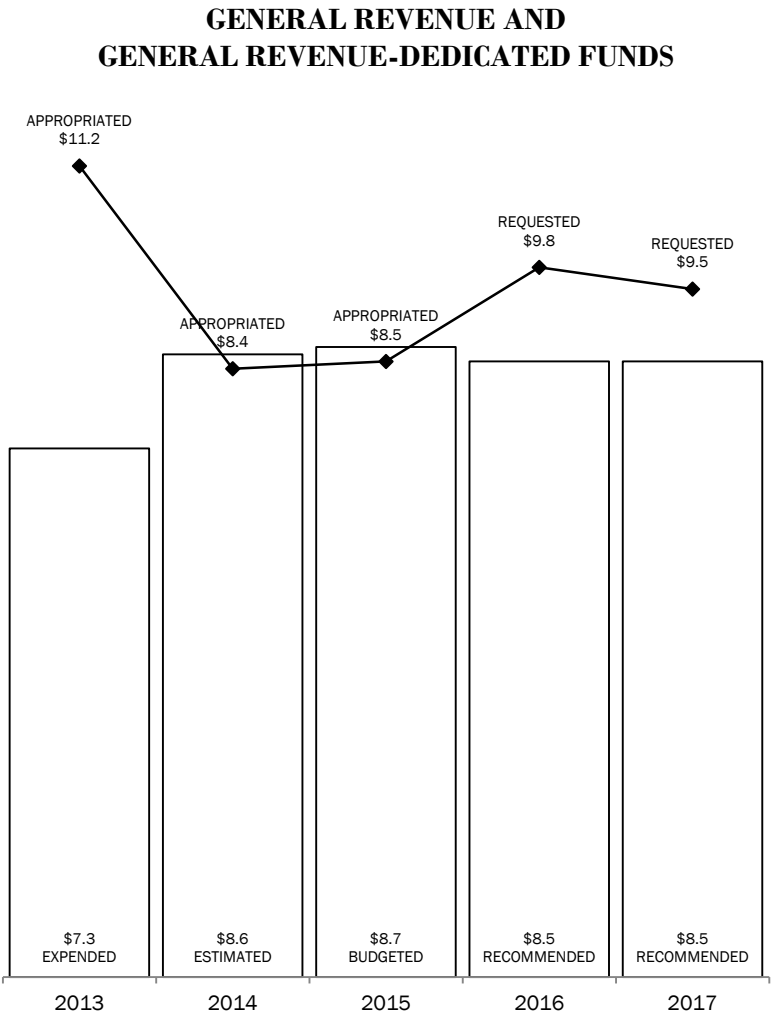 GENERAL REVENUE AND
GENERAL REVENUE-DEDICATED FUNDS
APPROPRIATED
$11.2
APPROPRIATED
$8.4
APPROPRIATED
$8.5
REQUESTED
$9.8
REQUESTED
$9.5
$7.3
EXPENDED
$8.6
ESTIMATED
$8.7
BUDGETED
$8.5
RECOMMENDED
$8.5
RECOMMENDED
2013
2014
2015
2016
2017